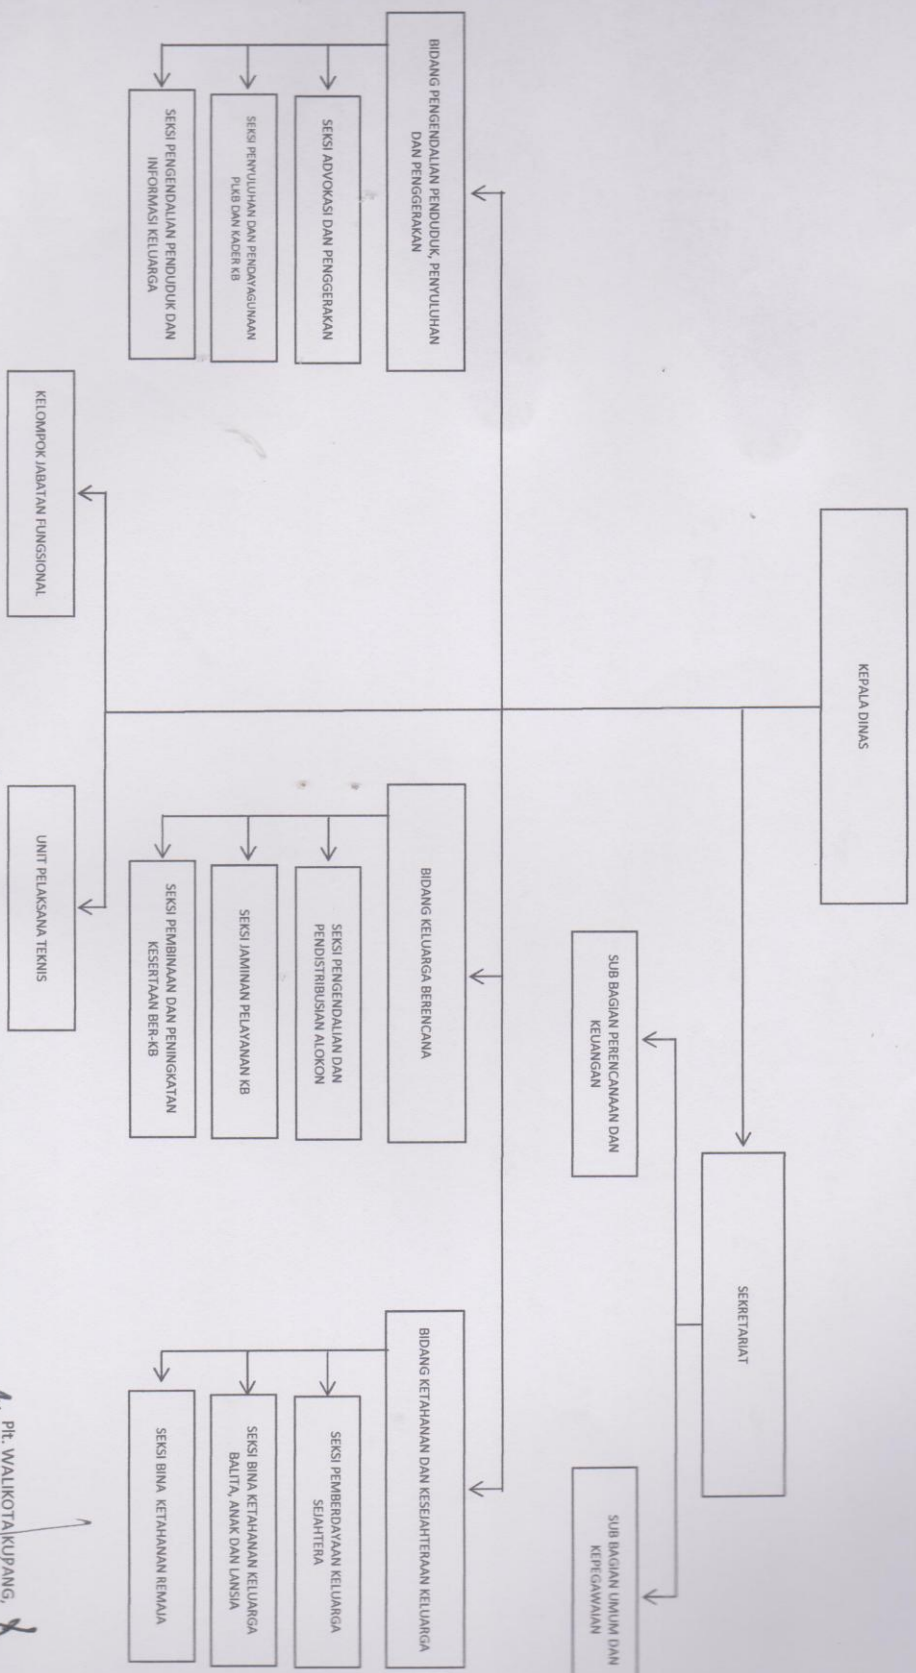 KEPALA DINAS
SEKRETARIAT
SUB BAGIAN PERENCANAAN DAN
KEUANGAN
SUB BAGIAN UMUM DAN
KEPEGAWAIAN
BIDANG PENGENDALIAN PENDUDUK, PENYULUHAN
DAN PENGGERAKAN
SEKSI ADVOKASI DAN PENGGERAKAN
SEKSI PENYULUHAN DAN PENDAYAGUNAAN
PLKB DAN KADER KB
SEKSI PENGENDALIAN PENDUDUK DAN
INFORMASI KELUARGA
BIDANG KELUARGA BERENCANA
SEKSI PENGENDALIAN DAN
PENDISTRIBUSIAN ALOKON
SEKSI JAMINAN PELAYANAN KB
SEKSI PEMBINAAN DAN PENINGKATAN
KESERTAAN BER-KB
BIDANG KETAHANAN DAN KESEJAHTERAAN KELUARGA
SEKSI PEMBERDAYAAN KELUARGA
SEJAHTERA
SEKSI BINA KETAHANAN KELUARGA
BALITA, ANAK DAN LANSIA
SEKSI BINA KETAHANAN REMAJA
KELOMPOK JABATAN FUNGSIONAL
UNIT PELAKSANA TEKNIS
Plt. WALIKOTA KUPANG,